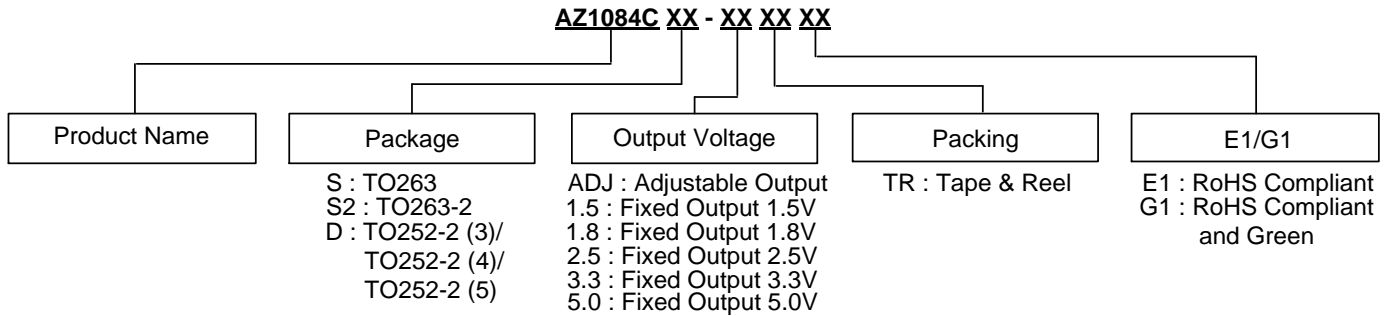 AZ1084C XX - XX XX XX
Product Name
Package
Output Voltage
Packing
E1/G1
S : TO263
S2 : TO263-2
D : TO252-2 (3)/
TO252-2 (4)/
TO252-2 (5)
ADJ : Adjustable Output
1.5 : Fixed Output 1.5V
1.8 : Fixed Output 1.8V
2.5 : Fixed Output 2.5V
3.3 : Fixed Output 3.3V
5.0 : Fixed Output 5.0V
TR : Tape & Reel
E1 : RoHS Compliant
G1 : RoHS Compliant
and Green